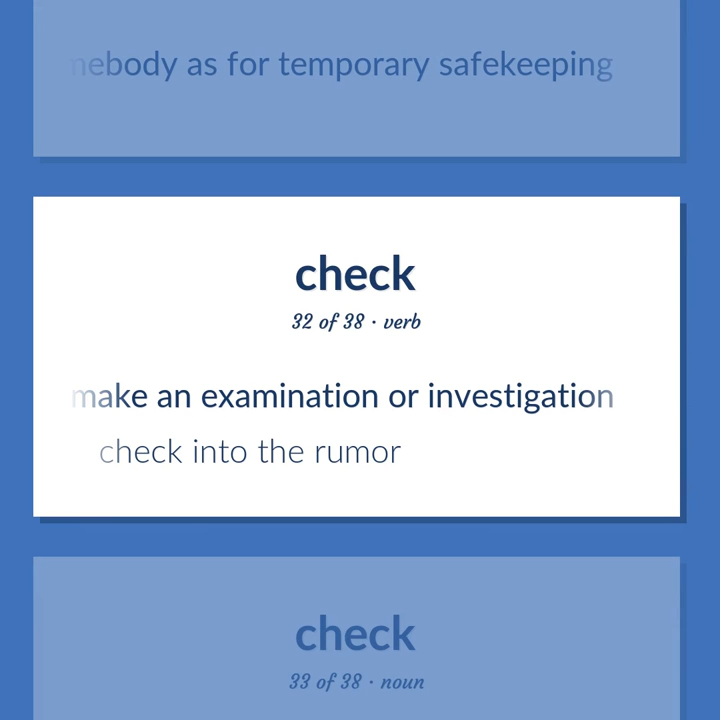 nebody as for temporary safekeeping
check
32 of 38 · verb
make an examination or investigation
check into the rumor
check
33 of 38 · noun